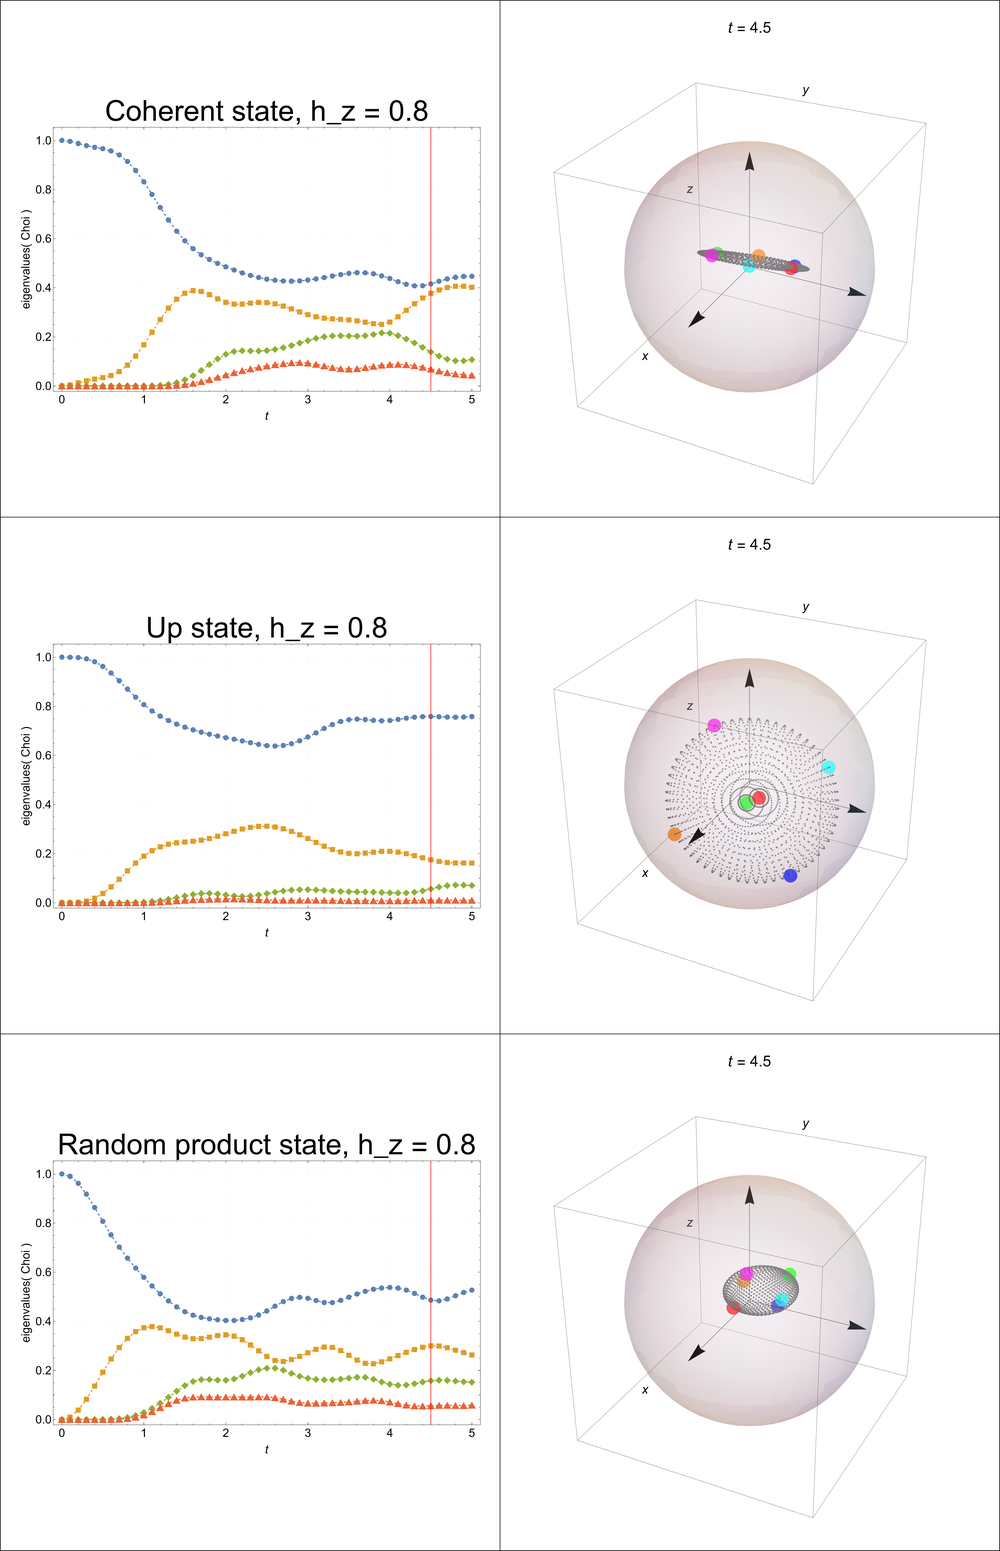 Coherent state, h_z = 0.8
eigenvalues( Choi )
1.0
0.8
0.6
0.4
0.2
0.0
0 1 2 3 4 5
t
t = 4.5
y
z
x
Up state, h_z = 0.8
eigenvalues( Choi )
1.0
0.8
0.6
0.4
0.2
0.0
0 1 2 3 4 5
t
t = 4.5
y
z
x
Random product state, h_z = 0.8
eigenvalues( Choi )
1.0
0.8
0.6
0.4
0.2
0.0
0 1 2 3 4 5
t
t = 4.5
y
z
x